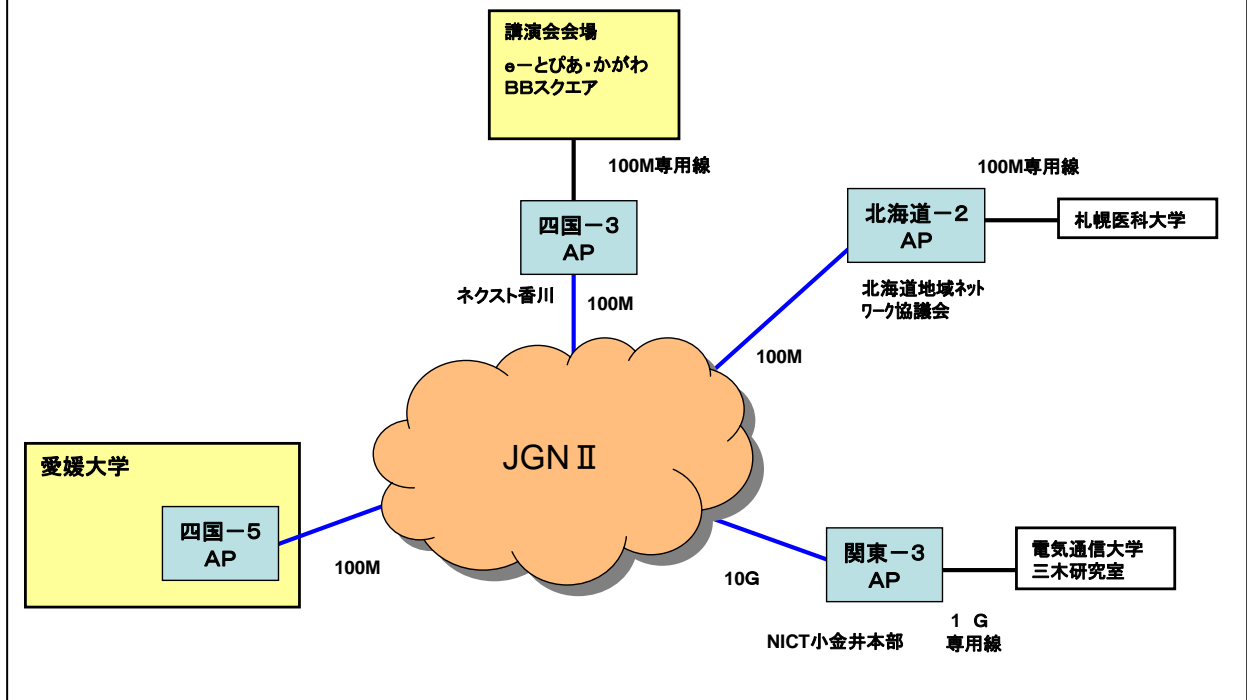 講演会会場
e－とぴあ・かがわ
BBスクエア
100M専用線
四国－3
AP
ネクスト香川
100M
100M専用線
北海道－2
AP
札幌医科大学
北海道地域ネット
ワーク協議会
100M
JGNⅡ
愛媛大学
四国－5
AP
100M
10G
関東－3
AP
電気通信大学
三木研究室
NICT小金井本部
1 G
専用線